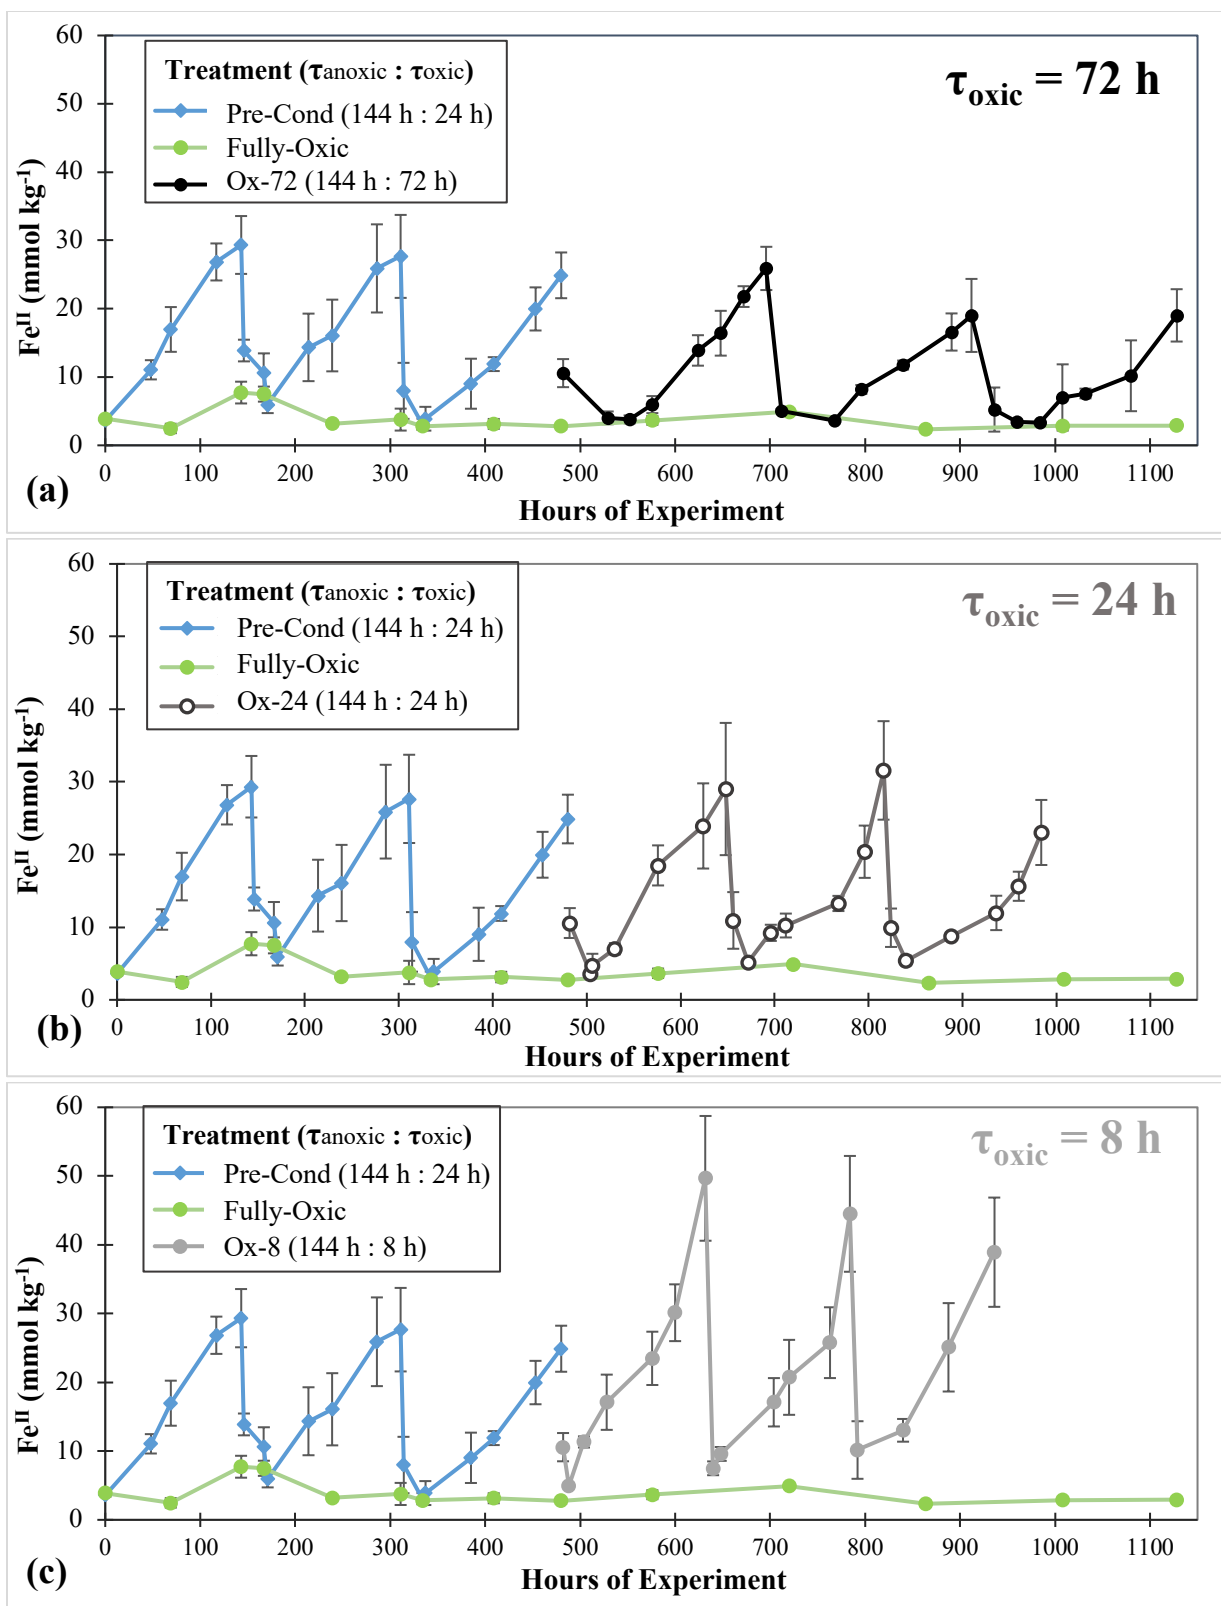 60
50
40
30
20
10
0
Fe^II (mmol kg^-1)
Treatment (τanoxic : τoxic)
Pre-Cond (144 h : 24 h)
Fully-Oxic
Ox-72 (144 h : 72 h)
τoxic = 72 h
0 100 200 300 400 500 600 700 800 900 1000 1100
Hours of Experiment
(a)
60
50
40
30
20
10
0
Fe^II (mmol kg^-1)
Treatment (τanoxic : τoxic)
Pre-Cond (144 h : 24 h)
Fully-Oxic
Ox-24 (144 h : 24 h)
τoxic = 24 h
0 100 200 300 400 500 600 700 800 900 1000 1100
Hours of Experiment
(b)
60
50
40
30
20
10
0
Fe^II (mmol kg^-1)
Treatment (τanoxic : τoxic)
Pre-Cond (144 h : 24 h)
Fully-Oxic
Ox-8 (144 h : 8 h)
τoxic = 8 h
0 100 200 300 400 500 600 700 800 900 1000 1100
Hours of Experiment
(c)